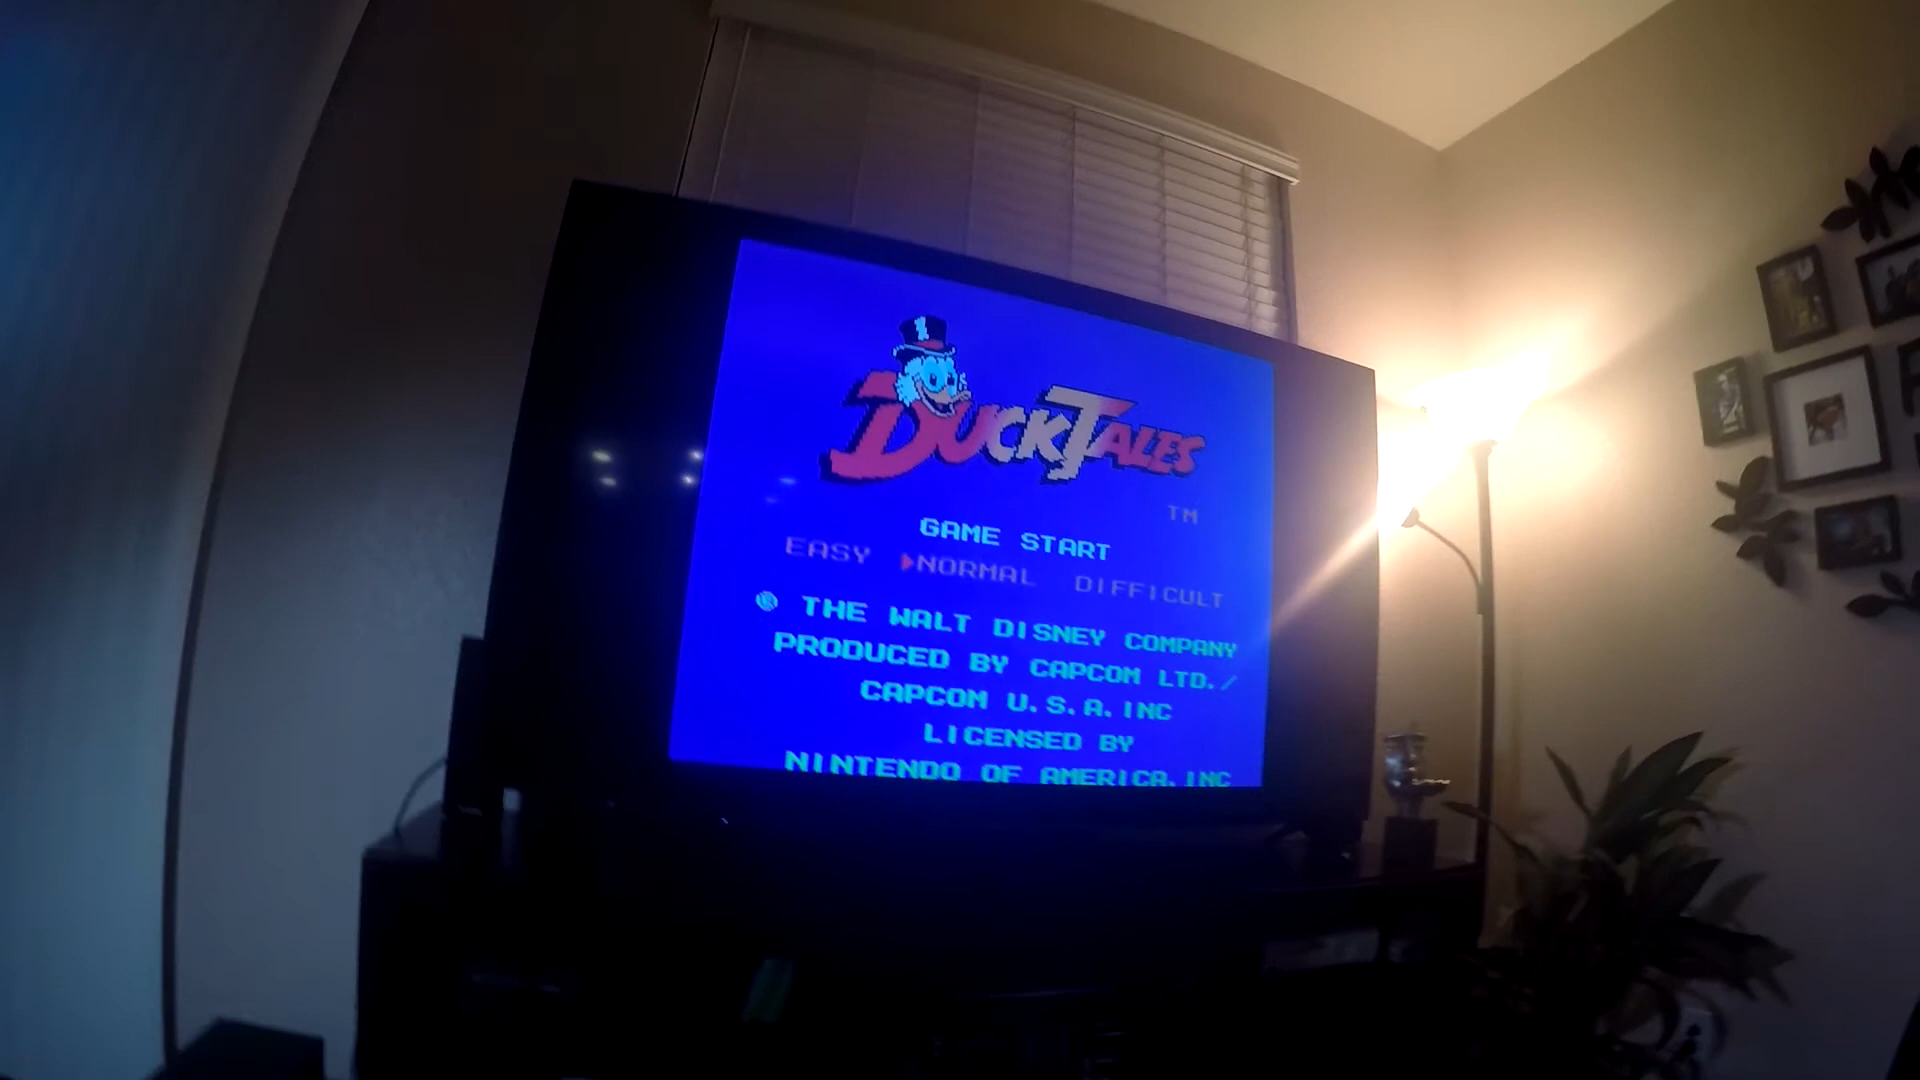 DUCKTALES
TM
GAME START
EASY NORMAL DIFFICULT
© THE WALT DISNEY COMPANY
PRODUCED BY CAPCOM LTD./
CAPCOM U.S.A.INC
LICENSED BY
NINTENDO OF AMERICA.INC